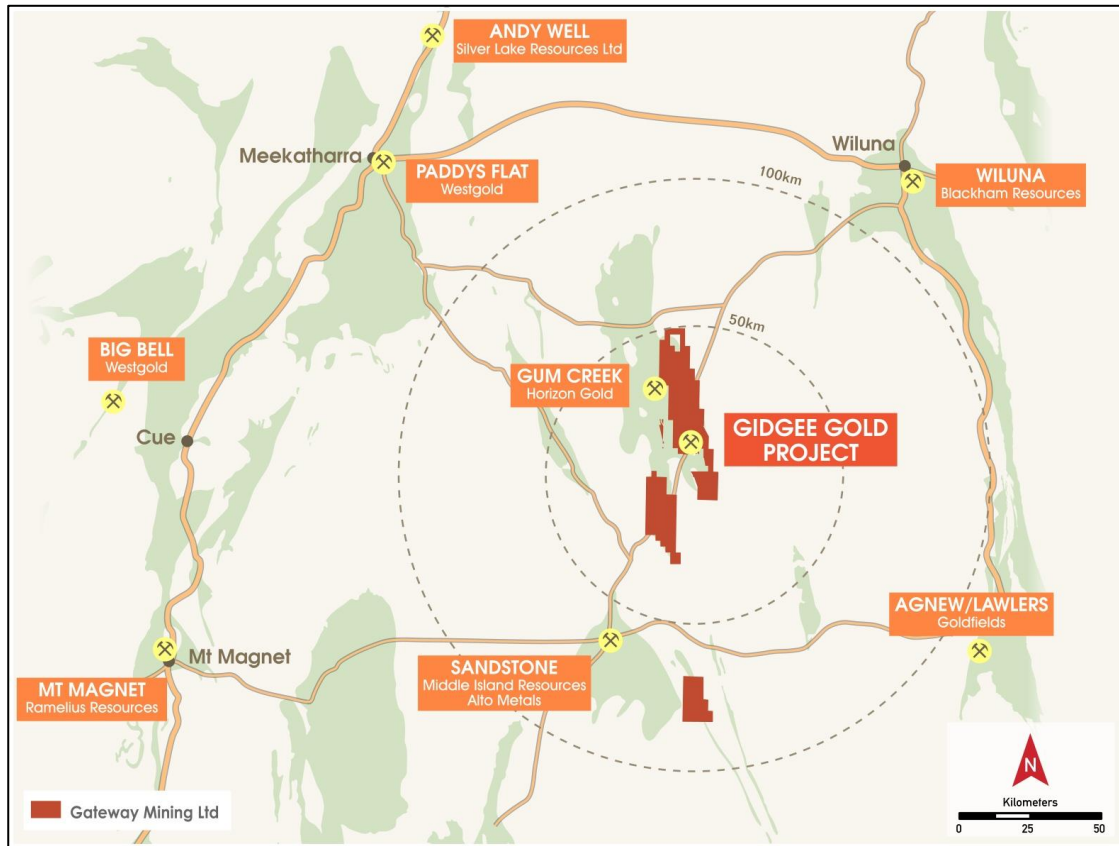 ANDY WELL
Silver Lake Resources Ltd
Meekatharra
PADDYS FLAT
Westgold
Wiluna
WILUNA
Blackham Resources
100km
50km
BIG BELL
Westgold
GUM CREEK
Horizon Gold
GIDGEE GOLD
PROJECT
Cue
AGNEW/LAWLERS
Goldfields
Mt Magnet
MT MAGNET
Ramelius Resources
SANDSTONE
Middle Island Resources
Alto Metals
Gateway Mining Ltd
N
Kilometers
0 25 50